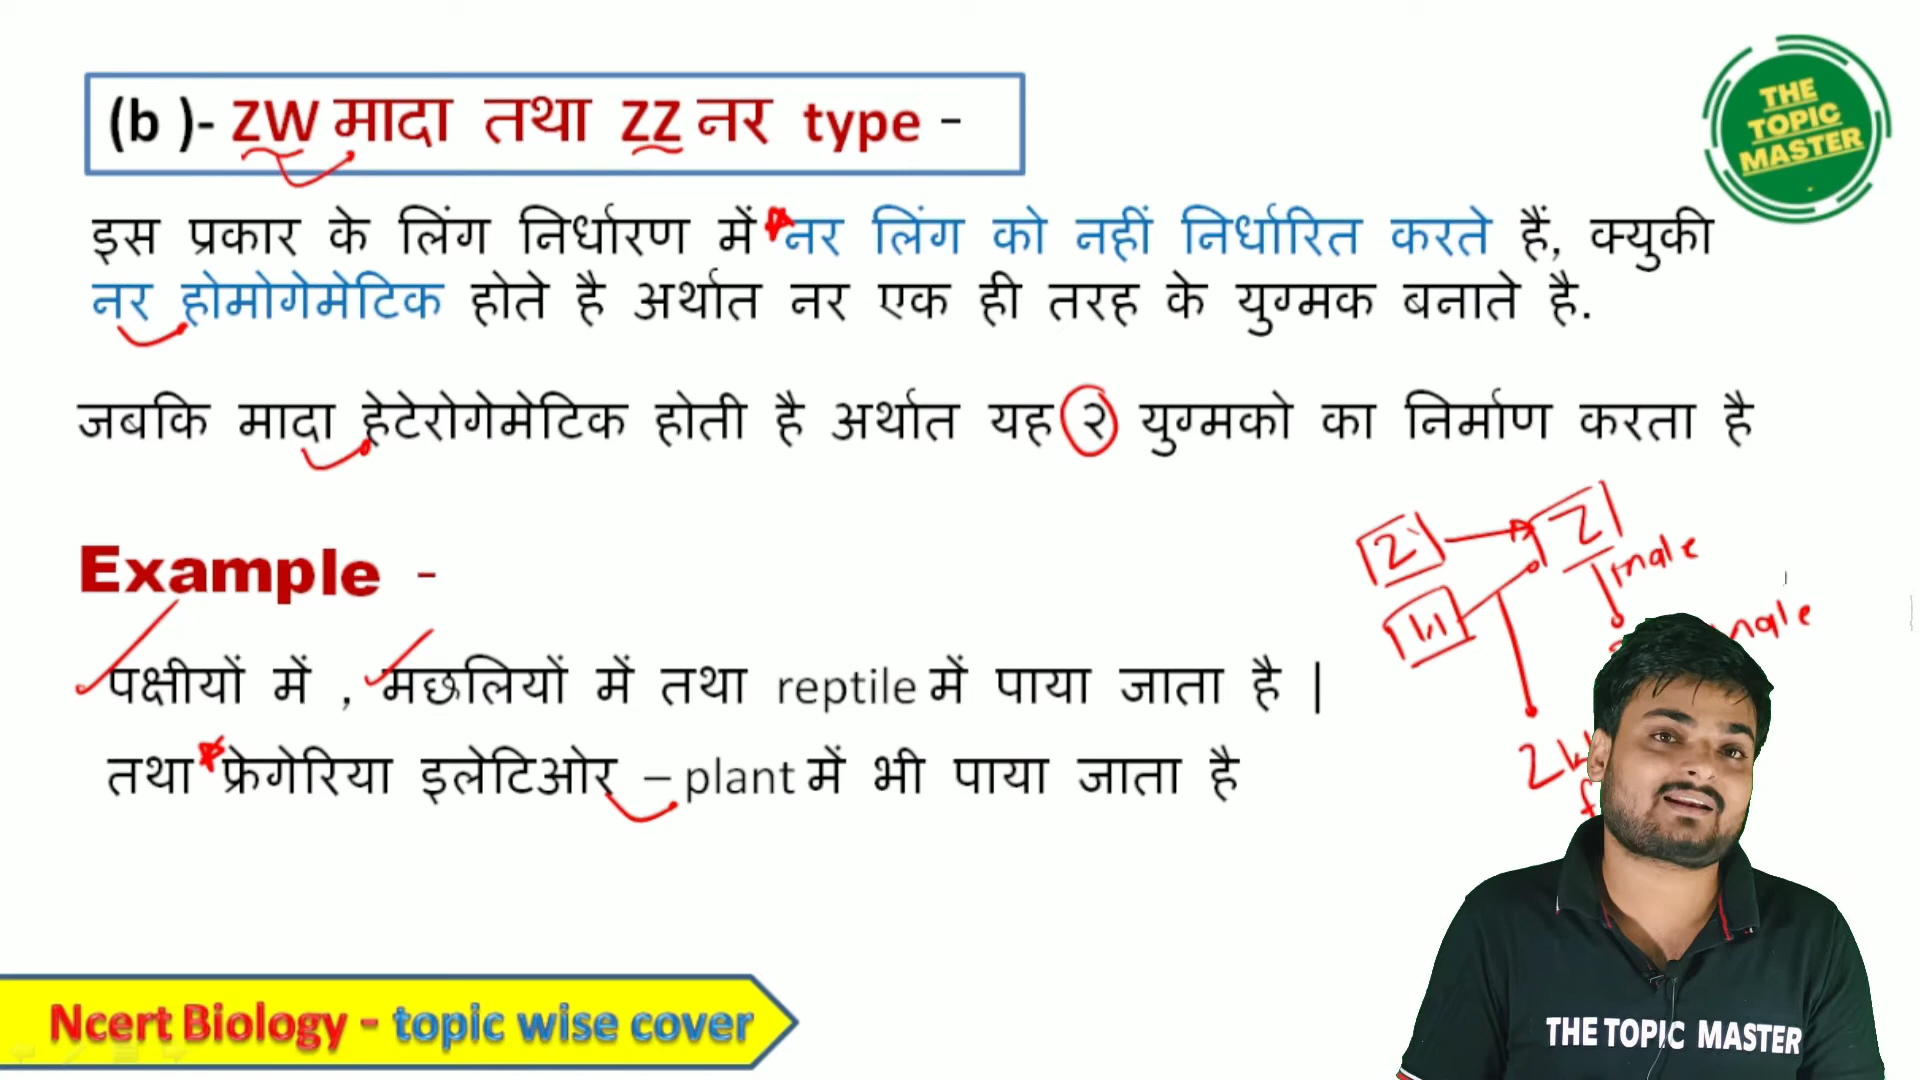 (b )- ZW मादा तथा ZZ नर type -
THE
TOPIC
MASTER
इस प्रकार के लिंग निर्धारण में नर लिंग को नहीं निर्धारित करते हैं, क्युकी
नर होमोगेमेटिक होते है अर्थात नर एक ही तरह के युग्मक बनाते है.
जबकि मादा हेटेरोगेमेटिक होती है अर्थात यह २ युग्मको का निर्माण करता है
Z
Z
male
Example -
पक्षीयों में , मछलियों में तथा reptile में पाया जाता है |
तथा फ्रेगेरिया इलेटिओर – plant में भी पाया जाता है
Ncert Biology - topic wise cover
THE TOPIC MASTER